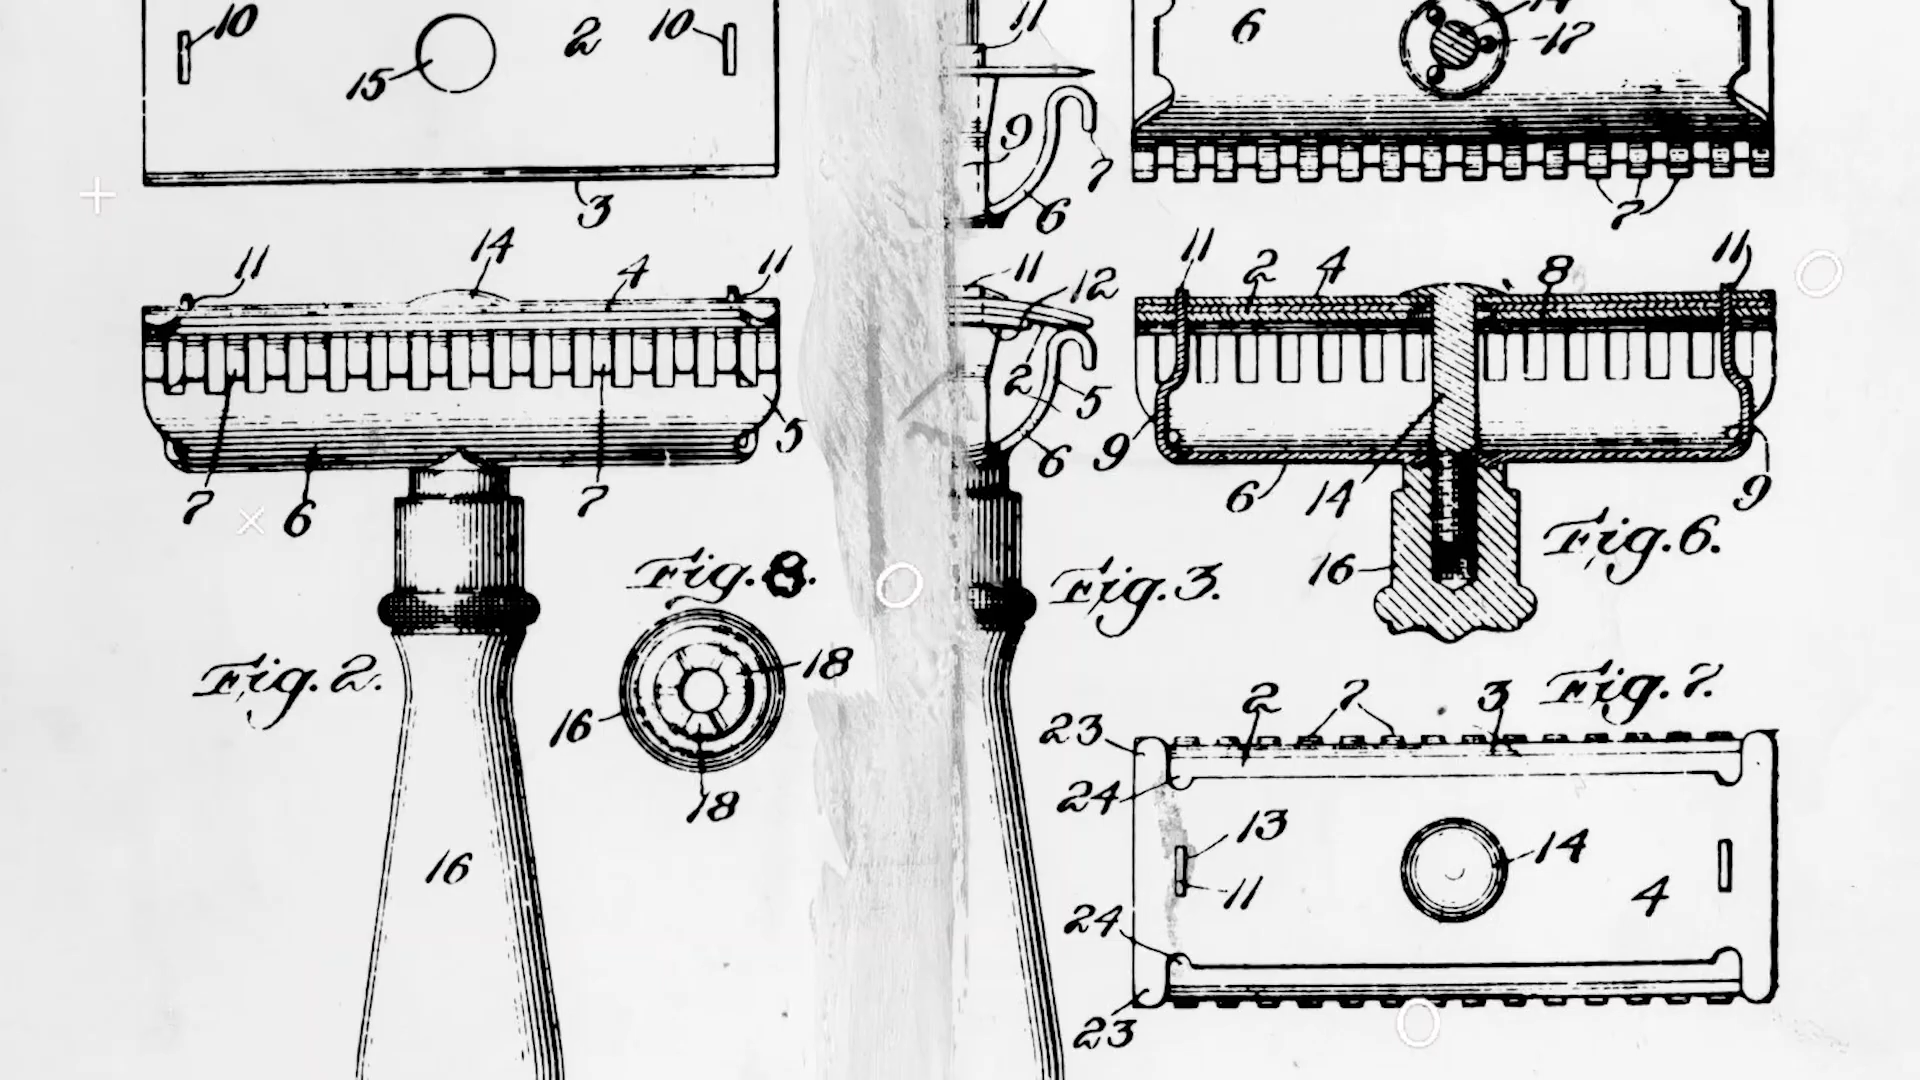 10 2 10
15
3
11 14 4 11
5
7 6 7
Fig. 2.
Fig. 8.
16 18
18
16
11
9
7
6
11 12
2 5
6
Fig. 3.
6 12
7
11 2 4 8 11
9 6 14 9
16
Fig. 6.
Fig. 7.
23 2 7 3
24
13
11 14 4
24
23